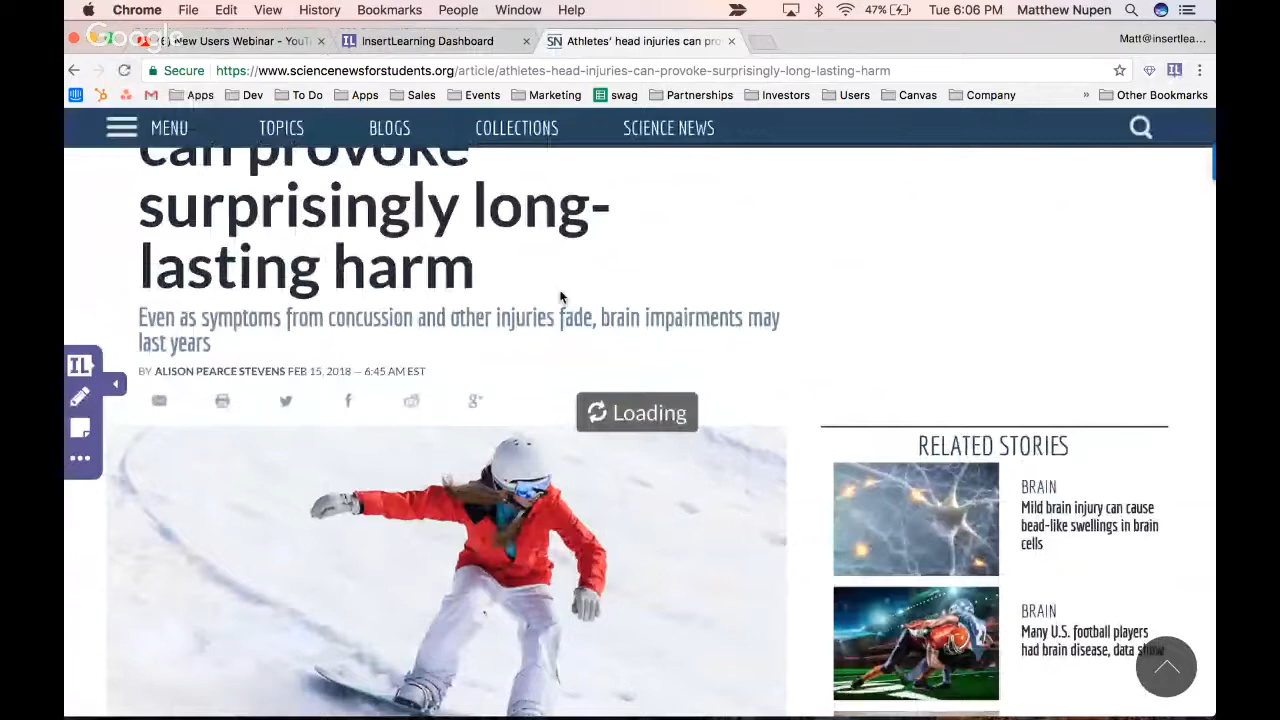 Chrome File Edit View History Bookmarks People Window Help 47% Tue 6:06 PM Matthew Nupen
Google
New Users Webinar - YouT × IL InsertLearning Dashboard × SN Athletes' head injuries can pro × Matt@insertlea...
Secure https://www.sciencenewsforstudents.org/article/athletes-head-injuries-can-provoke-surprisingly-long-lasting-harm IL
Apps Dev To Do Apps Sales Events Marketing swag Partnerships Investors Users Canvas Company » Other Bookmarks
MENU TOPICS BLOGS COLLECTIONS SCIENCE NEWS
can provoke
surprisingly long-
lasting harm
Even as symptoms from concussion and other injuries fade, brain impairments may
last years
IL
BY ALISON PEARCE STEVENS FEB 15, 2018 — 6:45 AM EST
Loading
RELATED STORIES
BRAIN
Mild brain injury can cause
bead-like swellings in brain
cells
BRAIN
Many U.S. football players
had brain disease, data show